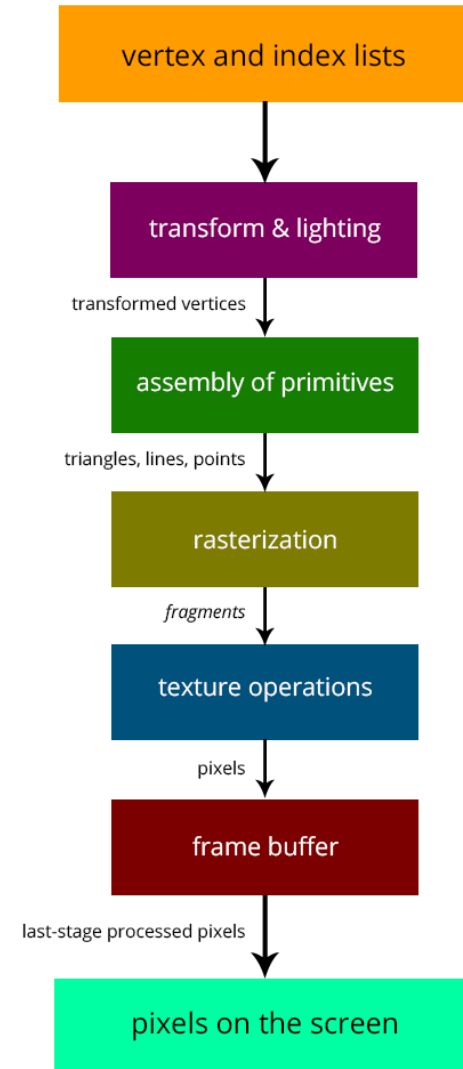 vertex and index lists
transform & lighting
transformed vertices
assembly of primitives
triangles, lines, points
rasterization
fragments
texture operations
pixels
frame buffer
last-stage processed pixels
pixels on the screen